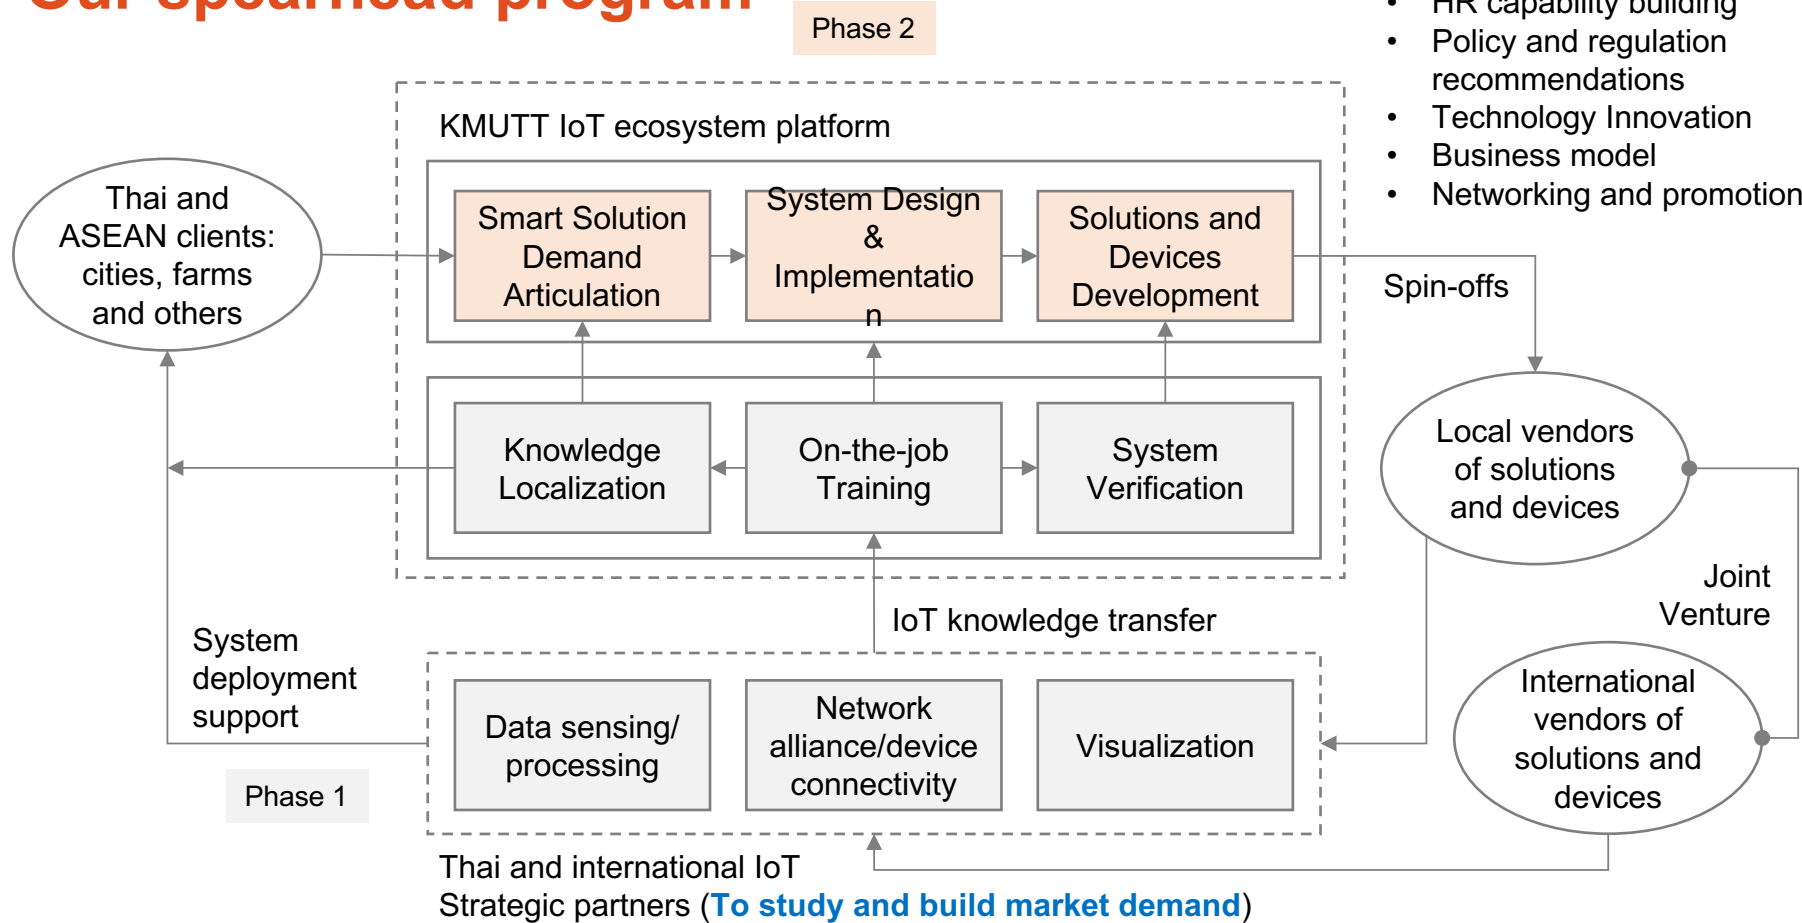 Our spearhead program
Phase 2
HR capability building
• Policy and regulation
recommendations
• Technology Innovation
• Business model
• Networking and promotion
KMUTT IoT ecosystem platform
Thai and
ASEAN clients:
cities, farms
and others
Smart Solution
Demand
Articulation
System Design
&
Implementatio
n
Solutions and
Devices
Development
Spin-offs
Knowledge
Localization
On-the-job
Training
System
Verification
Local vendors
of solutions
and devices
Joint
Venture
IoT knowledge transfer
System
deployment
support
Data sensing/
processing
Network
alliance/device
connectivity
Visualization
International
vendors of
solutions and
devices
Phase 1
Thai and international IoT
Strategic partners (To study and build market demand)